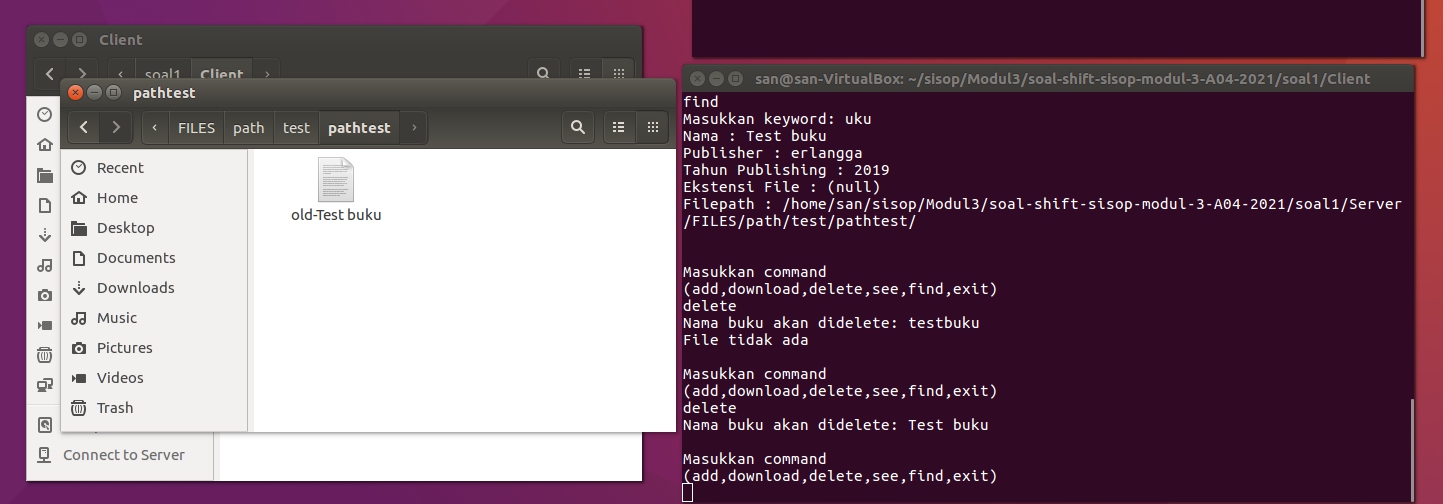 Client
soal1
Client
pathtest
FILES
path
test
pathtest
Recent
Home
Desktop
Documents
Downloads
Music
Pictures
Videos
Trash
Connect to Server
old-Test buku
san@san-VirtualBox: ~/sisop/Modul3/soal-shift-sisop-modul-3-A04-2021/soal1/Client
find
Masukkan keyword: uku
Nama : Test buku
Publisher : erlangga
Tahun Publishing : 2019
Ekstensi File : (null)
Filepath : /home/san/sisop/Modul3/soal-shift-sisop-modul-3-A04-2021/soal1/Server
/FILES/path/test/pathtest/
Masukkan command
(add,download,delete,see,find,exit)
delete
Nama buku akan didelete: testbuku
File tidak ada
Masukkan command
(add,download,delete,see,find,exit)
delete
Nama buku akan didelete: Test buku
Masukkan command
(add,download,delete,see,find,exit)